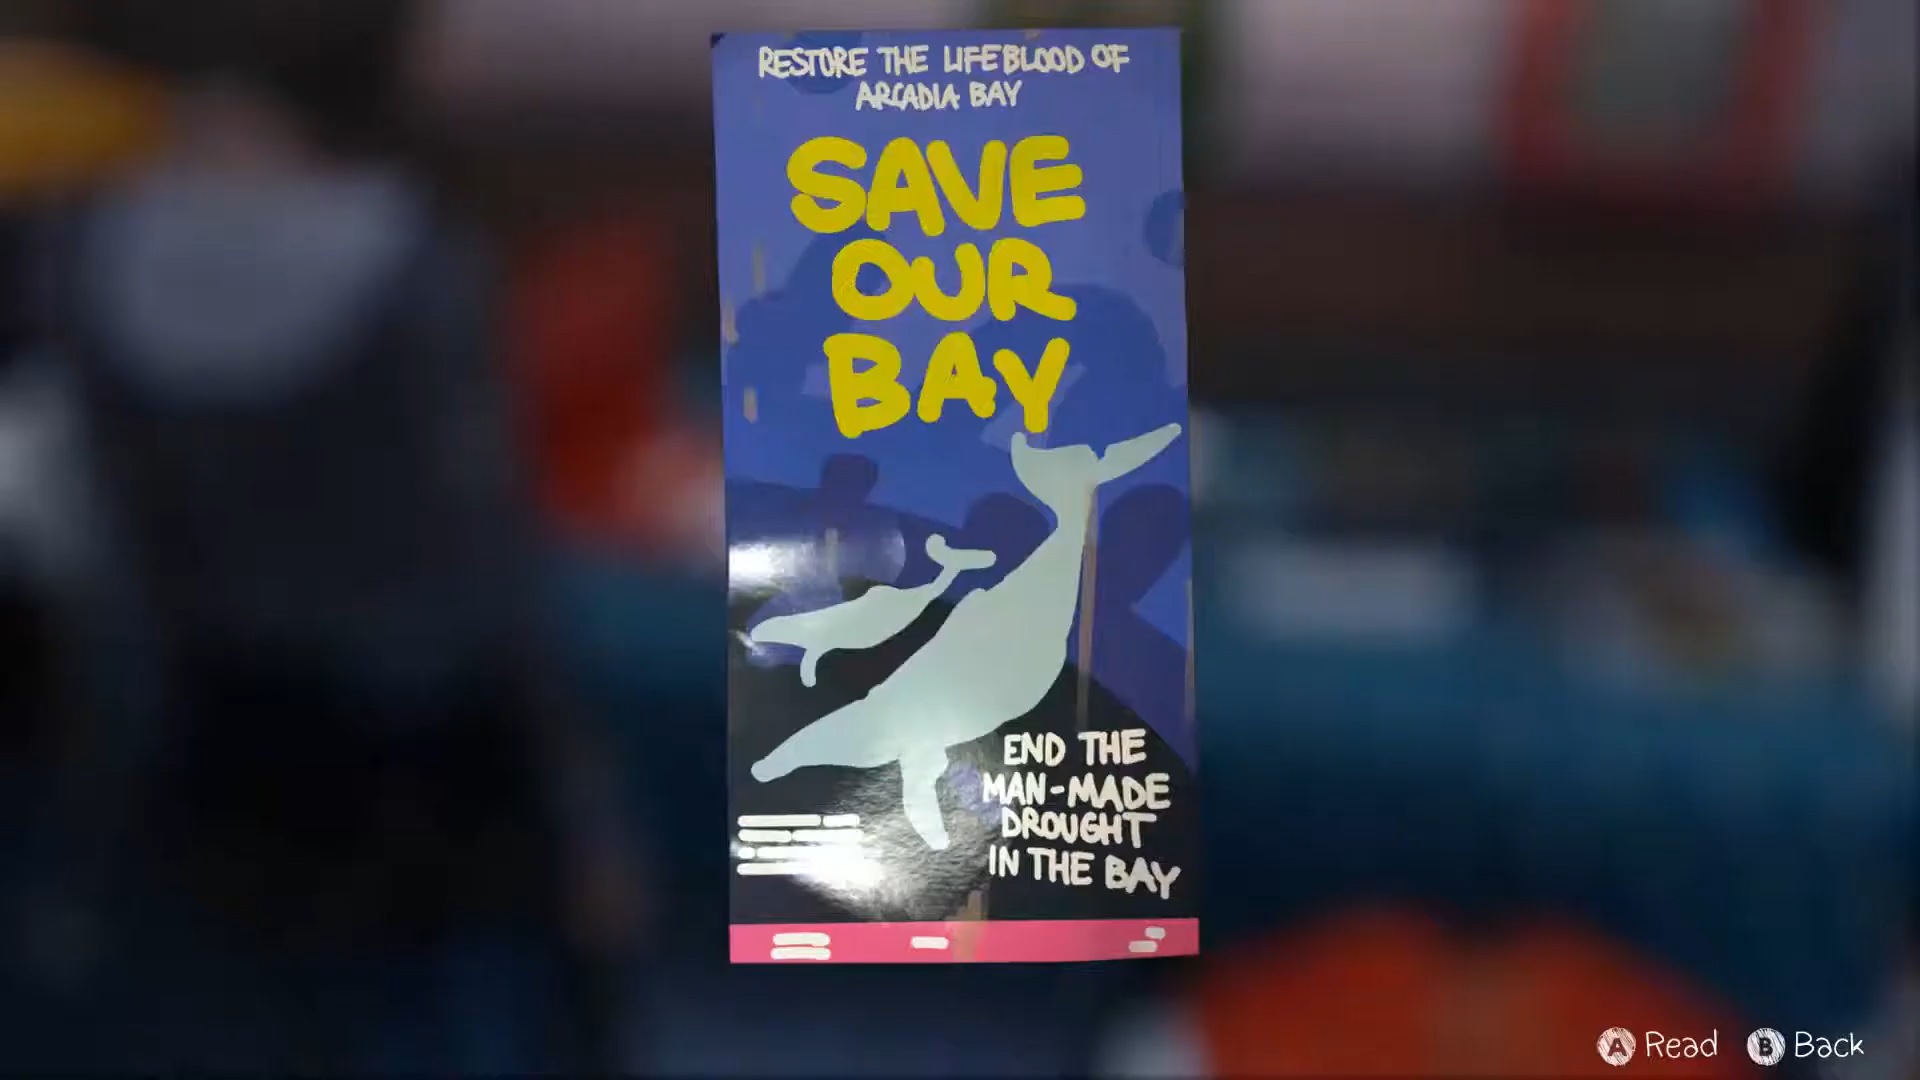 RESTORE THE LIFEBLOOD OF
ARCADIA BAY
SAVE
OUR
BAY
END THE
MAN-MADE
DROUGHT
IN THE BAY
A Read B Back